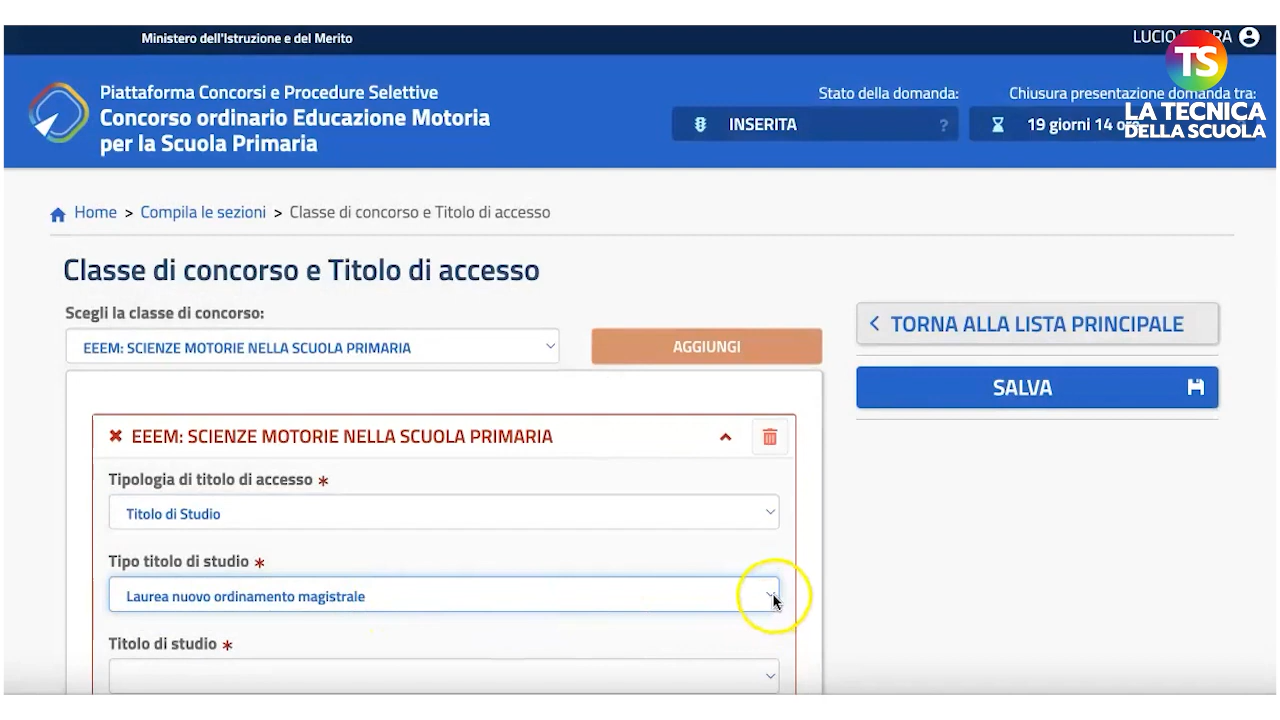 Ministero dell'Istruzione e del Merito
LUCIO
TS
LA TECNICA
DELLA SCUOLA
Piattaforma Concorsi e Procedure Selettive
Concorso ordinario Educazione Motoria
per la Scuola Primaria
Stato della domanda:
INSERITA ?
Chiusura presentazione domanda tra:
19 giorni 14 ore
Home > Compila le sezioni > Classe di concorso e Titolo di accesso
Classe di concorso e Titolo di accesso
Scegli la classe di concorso:
EEEM: SCIENZE MOTORIE NELLA SCUOLA PRIMARIA
AGGIUNGI
< TORNA ALLA LISTA PRINCIPALE
SALVA
EEEM: SCIENZE MOTORIE NELLA SCUOLA PRIMARIA
Tipologia di titolo di accesso *
Titolo di Studio
Tipo titolo di studio *
Laurea nuovo ordinamento magistrale
Titolo di studio *